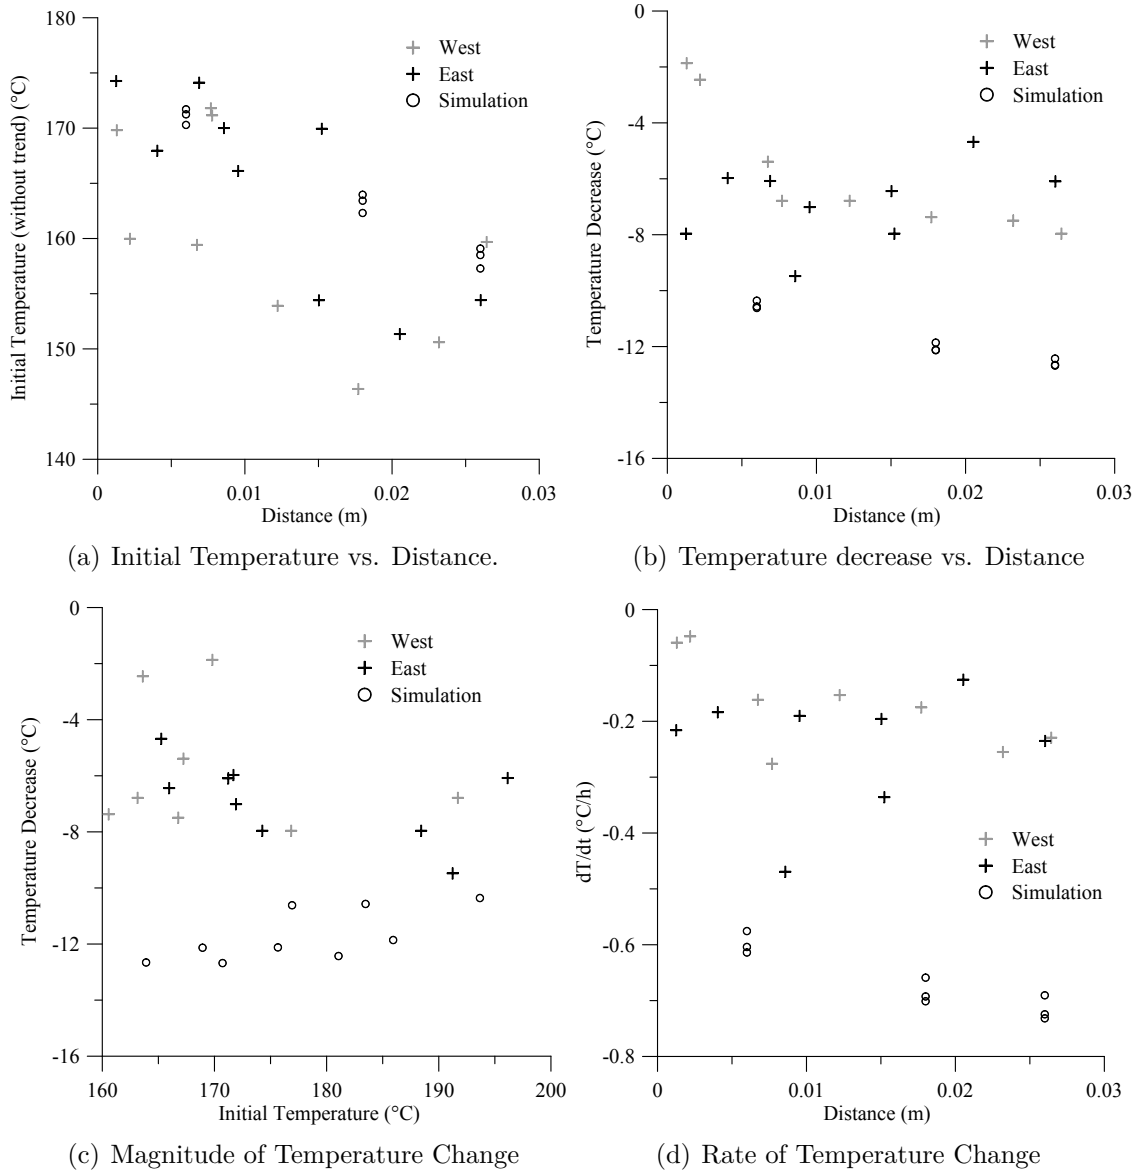 180
170
160
150
140
Initial Temperature (without trend) (°C)
West
East
Simulation
0
0.01
0.02
0.03
Distance (m)
(a) Initial Temperature vs. Distance.
0
-4
-8
-12
-16
Temperature Decrease (°C)
West
East
Simulation
0
0.01
0.02
0.03
Distance (m)
(b) Temperature decrease vs. Distance
0
-4
-8
-12
-16
Temperature Decrease (°C)
West
East
Simulation
160
170
180
190
200
Initial Temperature (°C)
(c) Magnitude of Temperature Change
0
-0.2
-0.4
-0.6
-0.8
dT/dt (°C/h)
West
East
Simulation
0
0.01
0.02
0.03
Distance (m)
(d) Rate of Temperature Change